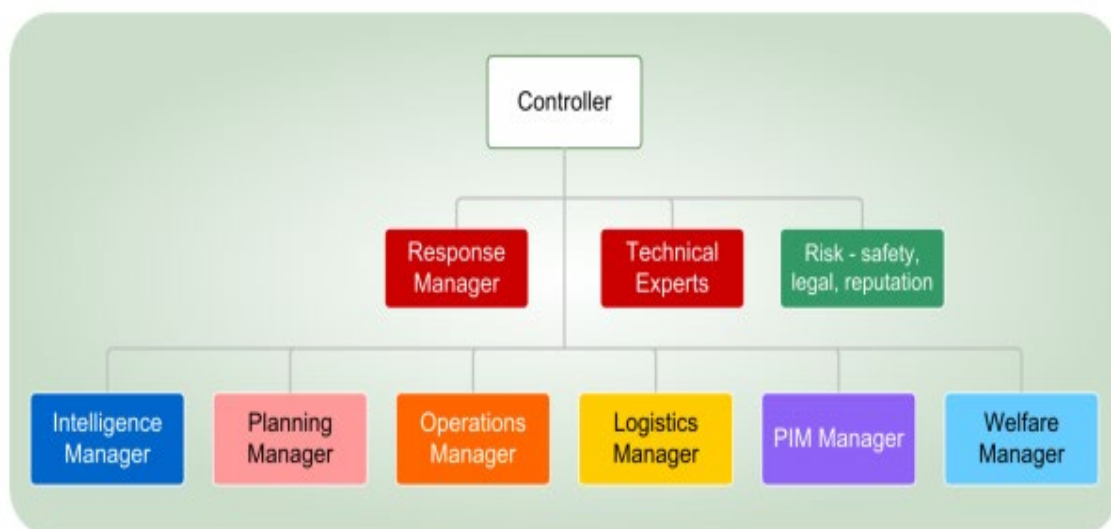 Controller
Response
Manager
Technical
Experts
Risk - safety,
legal, reputation
Intelligence
Manager
Planning
Manager
Operations
Manager
Logistics
Manager
PIM Manager
Welfare
Manager